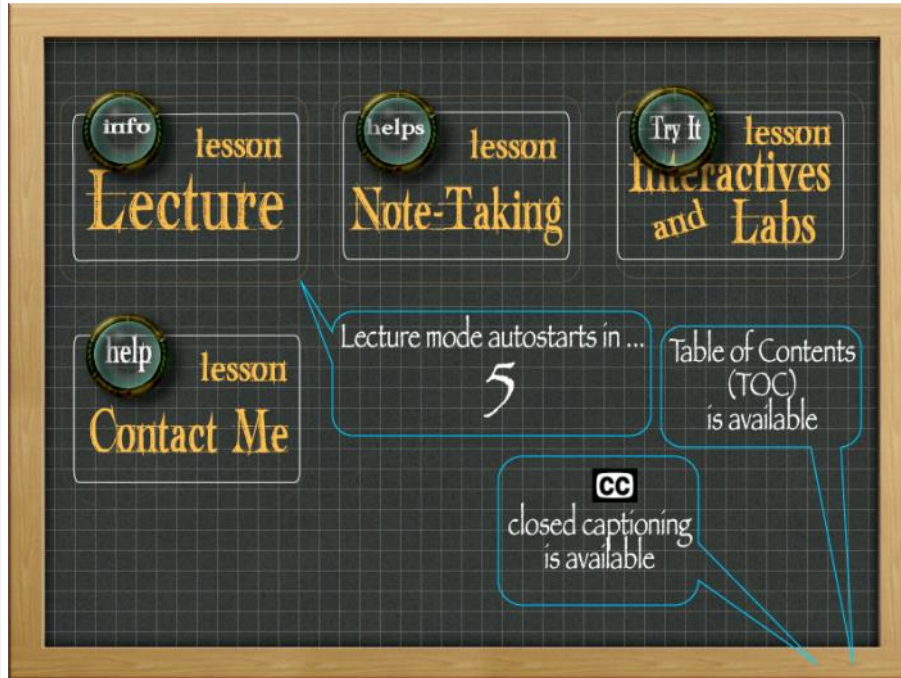 info
lesson
Lecture
helps
lesson
Note-Taking
Try It
lesson
Interactives
and Labs
help
lesson
Contact Me
Lecture mode autostarts in ...
5
Table of Contents
(TOC)
is available
CC
closed captioning
is available